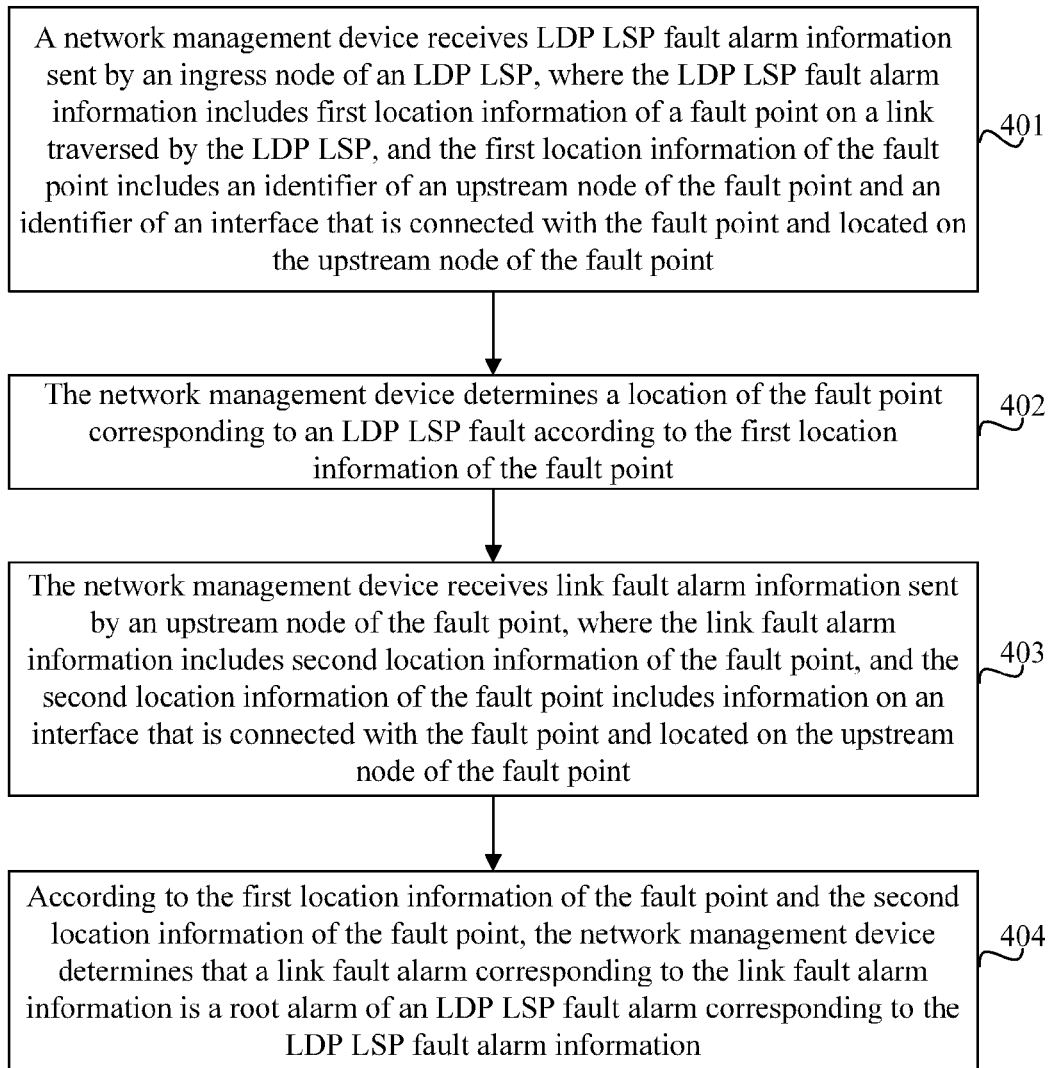 A network management device receives LDP LSP fault alarm information
sent by an ingress node of an LDP LSP, where the LDP LSP fault alarm
information includes first location information of a fault point on a link
traversed by the LDP LSP, and the first location information of the fault
point includes an identifier of an upstream node of the fault point and an
identifier of an interface that is connected with the fault point and located on
the upstream node of the fault point
401
The network management device determines a location of the fault point
corresponding to an LDP LSP fault according to the first location
information of the fault point
402
The network management device receives link fault alarm information sent
by an upstream node of the fault point, where the link fault alarm
information includes second location information of the fault point, and the
second location information of the fault point includes information on an
interface that is connected with the fault point and located on the upstream
node of the fault point
403
According to the first location information of the fault point and the second
location information of the fault point, the network management device
determines that a link fault alarm corresponding to the link fault alarm
information is a root alarm of an LDP LSP fault alarm corresponding to the
LDP LSP fault alarm information
404